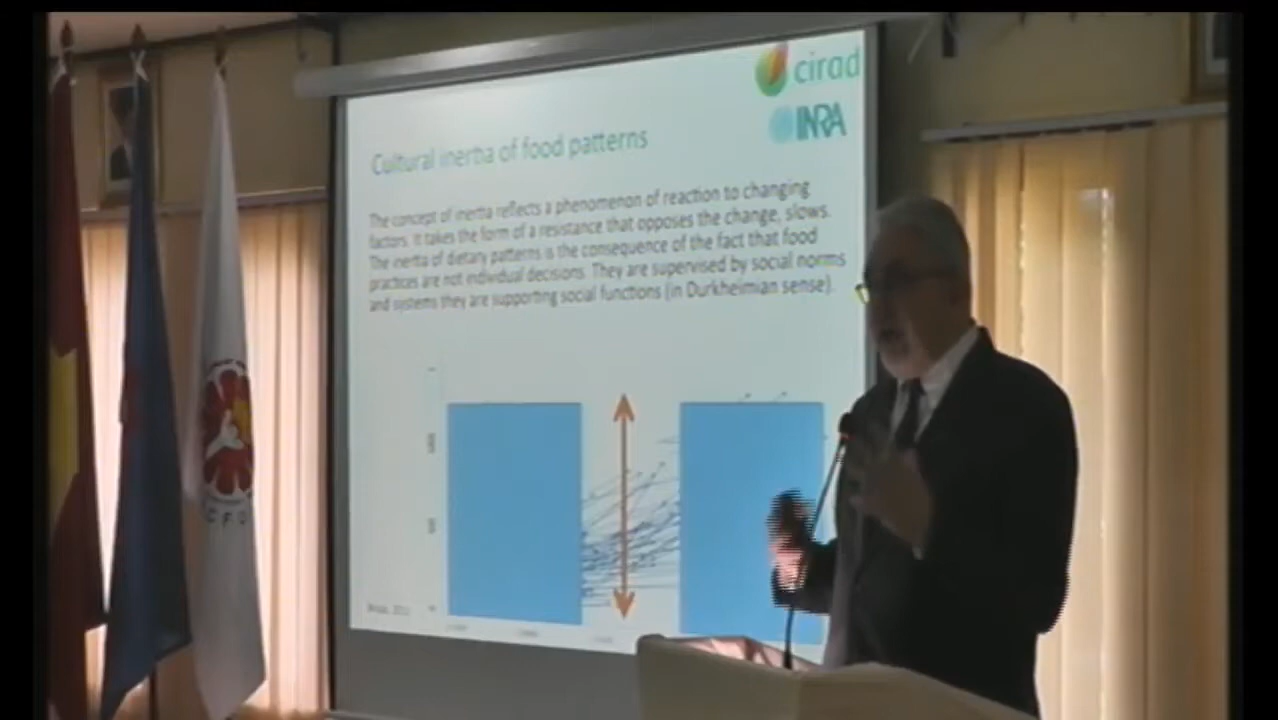 cirad
INRA
Cultural inertia of food patterns
The concept of inertia reflects a phenomenon of reaction to changing
factors. It takes the form of a resistance that opposes the change, slows.
The inertia of dietary patterns is the consequence of the fact that food
practices are not individual decisions. They are supervised by social norms
and systems they are supporting social functions (in Durkheimian sense).